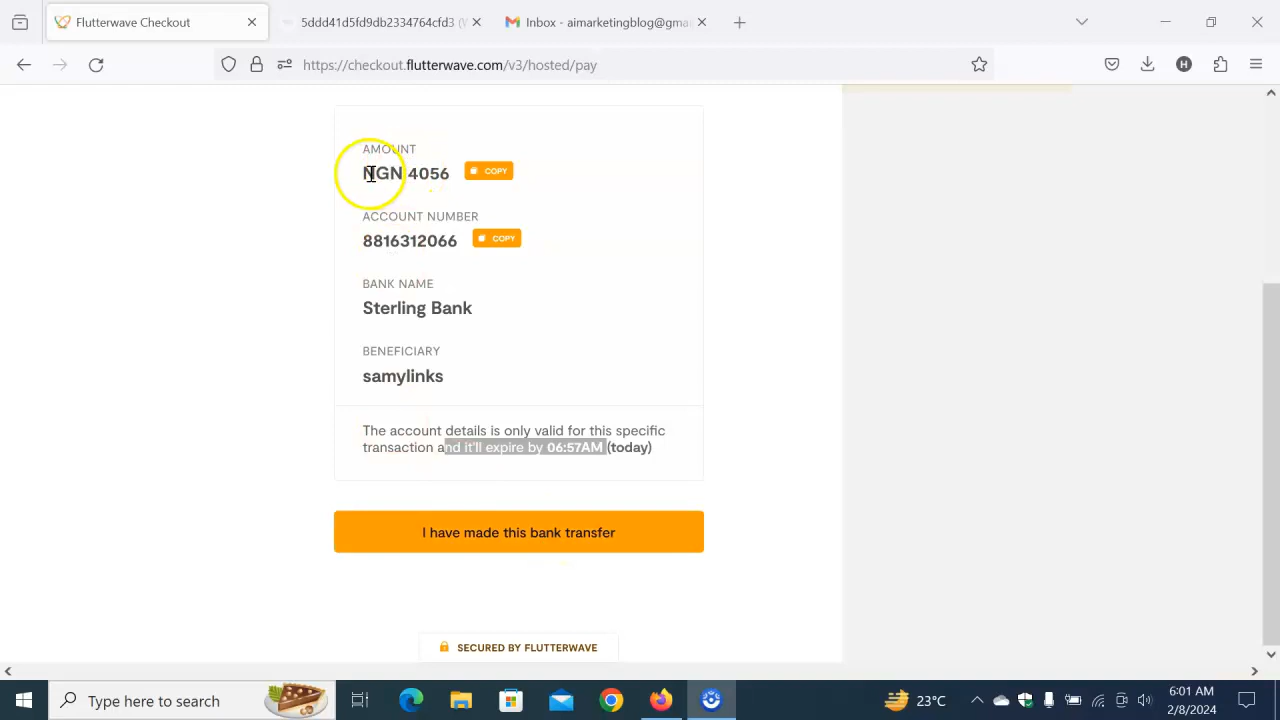 Flutterwave Checkout
5ddd41d5fd9db2334764cfd3 (
Inbox - aimarketingblog@gma
https://checkout.flutterwave.com/v3/hosted/pay
H
AMOUNT
NGN 4056
COPY
ACCOUNT NUMBER
8816312066
COPY
BANK NAME
Sterling Bank
BENEFICIARY
samylinks
The account details is only valid for this specific
transaction and it'll expire by 06:57AM (today)
I have made this bank transfer
SECURED BY FLUTTERWAVE
Type here to search
23°C
6:01 AM
2/8/2024